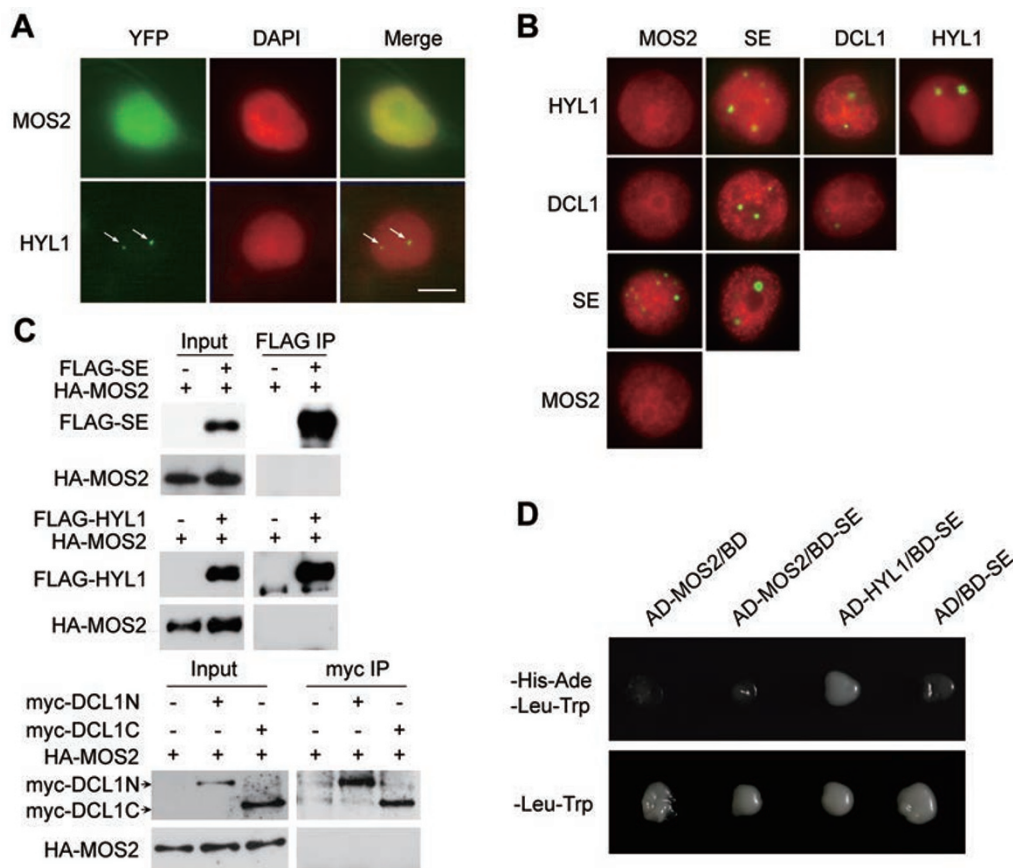 A
YFP DAPI Merge
MOS2
HYL1
B
MOS2 SE DCL1 HYL1
HYL1
DCL1
SE
MOS2
C
Input FLAG IP
FLAG-SE - + - +
HA-MOS2 + + + +
FLAG-SE
HA-MOS2
FLAG-HYL1 - + - +
HA-MOS2 + + + +
FLAG-HYL1
HA-MOS2
Input myc IP
myc-DCL1N - + - - + -
myc-DCL1C - - + - - +
HA-MOS2 + + + + + +
myc-DCL1N
myc-DCL1C
HA-MOS2
D
AD-MOS2/BD
AD-MOS2/BD-SE
AD-HYL1/BD-SE
AD/BD-SE
-His-Ade
-Leu-Trp
-Leu-Trp